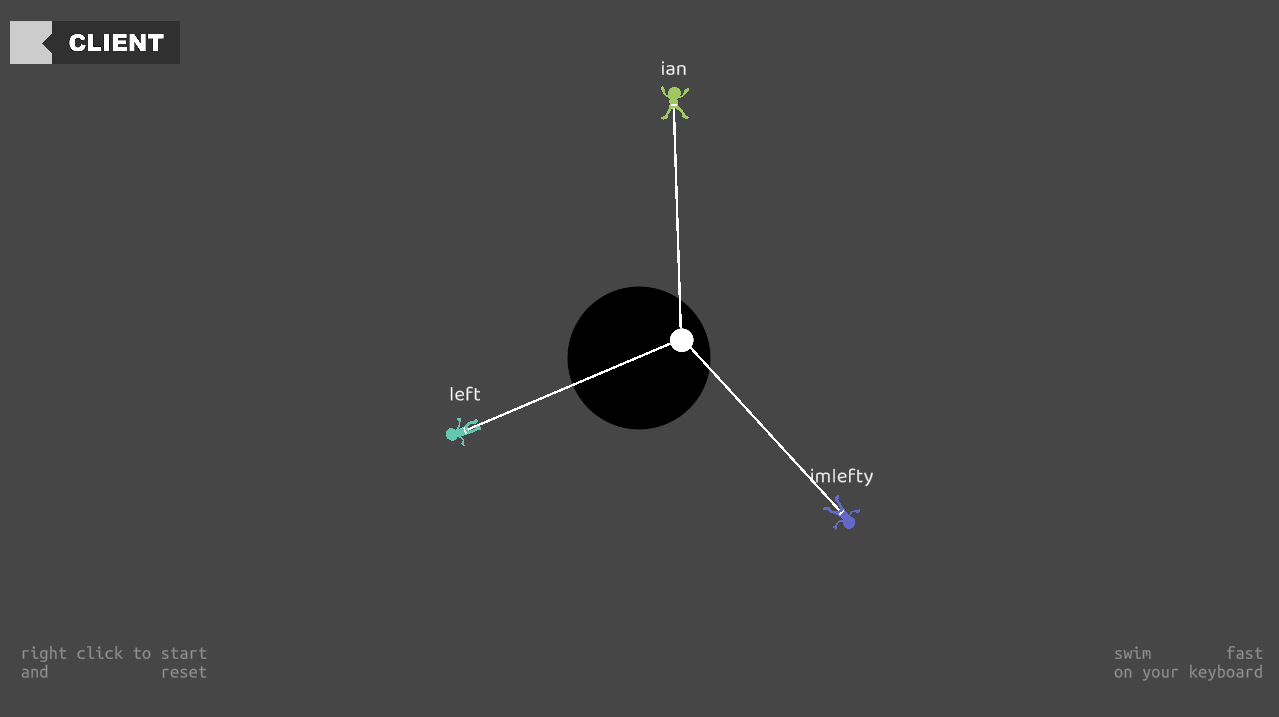 CLIENT
ian
left
imlefty
right click to start
and reset
swim fast
on your keyboard